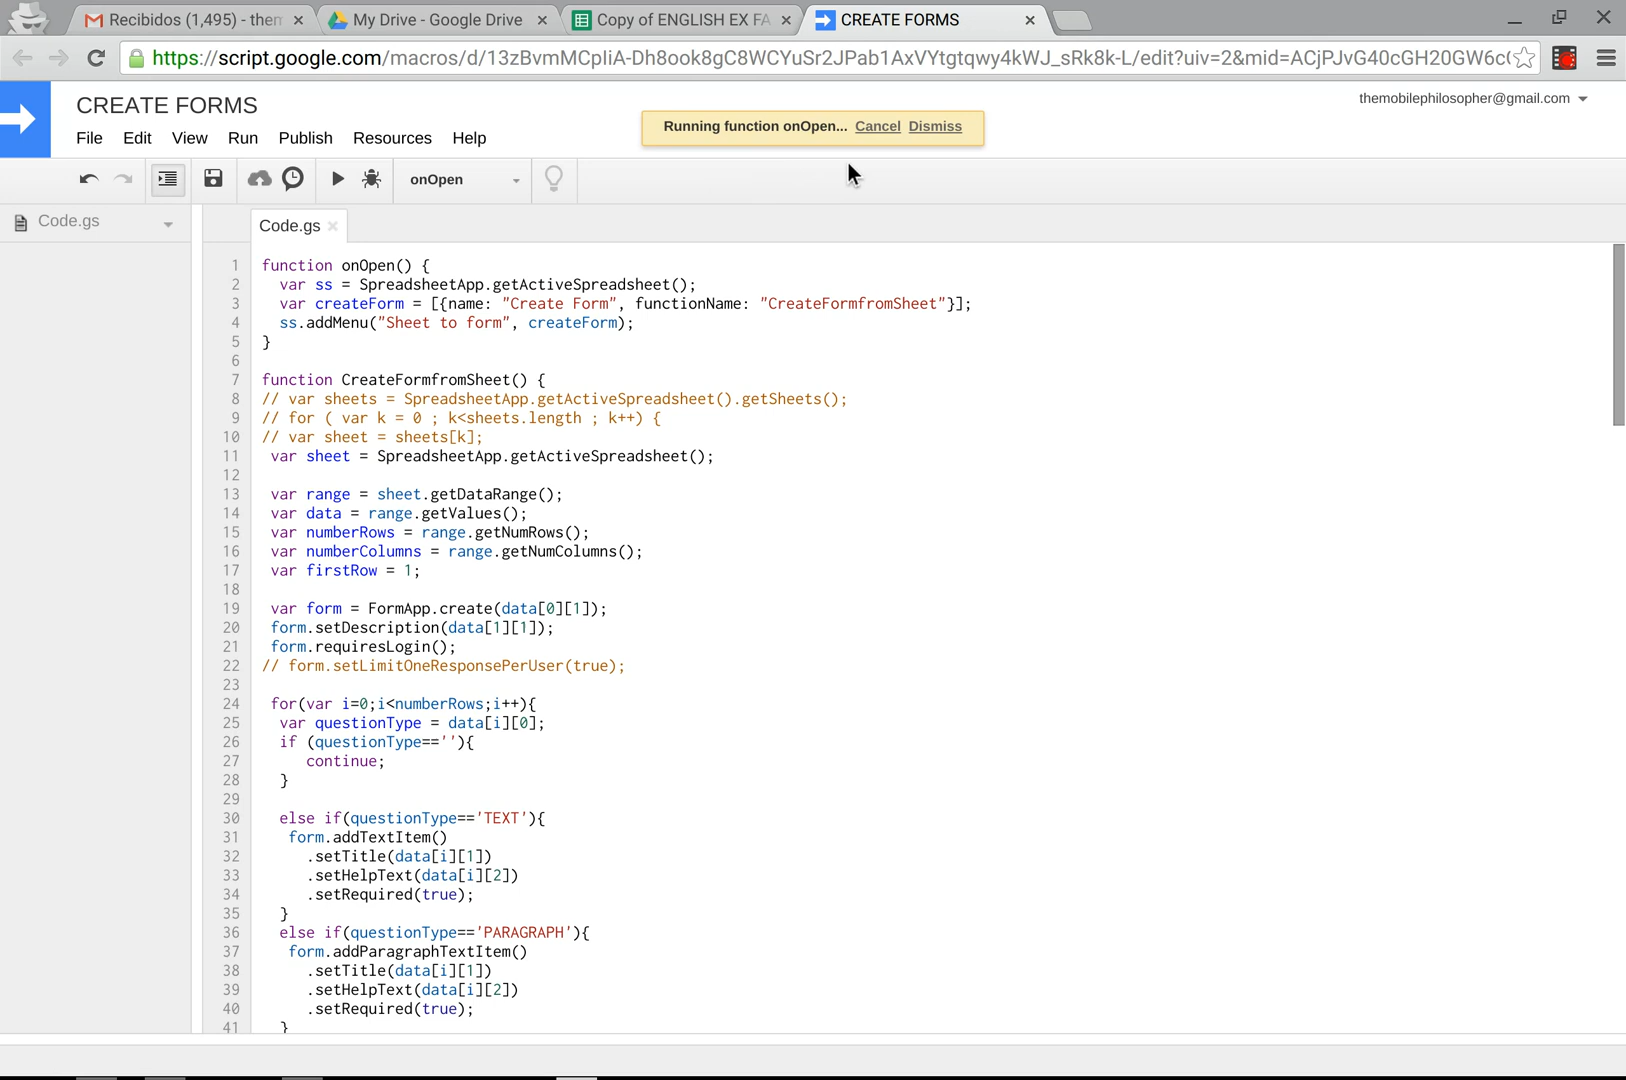 Recibidos (1,495) - them
My Drive - Google Drive
Copy of ENGLISH EX FA
CREATE FORMS
https://script.google.com/macros/d/13zBvmMCpIiA-Dh8ook8gC8WCYuSr2JPab1AxVYtgtqwy4kWJ_sRk8k-L/edit?uiv=2&mid=ACjPJvG40cGH20GW6c(
CREATE FORMS
themobilephilosopher@gmail.com
Running function onOpen... Cancel Dismiss
File Edit View Run Publish Resources Help
onOpen
Code.gs
Code.gs
1 function onOpen() {
2 var ss = SpreadsheetApp.getActiveSpreadsheet();
3 var createForm = [{name: "Create Form", functionName: "CreateFormfromSheet"}];
4 ss.addMenu("Sheet to form", createForm);
5 }
6
7 function CreateFormfromSheet() {
8 // var sheets = SpreadsheetApp.getActiveSpreadsheet().getSheets();
9 // for ( var k = 0 ; k<sheets.length ; k++) {
10 // var sheet = sheets[k];
11 var sheet = SpreadsheetApp.getActiveSpreadsheet();
12
13 var range = sheet.getDataRange();
14 var data = range.getValues();
15 var numberRows = range.getNumRows();
16 var numberColumns = range.getNumColumns();
17 var firstRow = 1;
18
19 var form = FormApp.create(data[0][1]);
20 form.setDescription(data[1][1]);
21 form.requiresLogin();
22 // form.setLimitOneResponsePerUser(true);
23
24 for(var i=0;i<numberRows;i++){
25 var questionType = data[i][0];
26 if (questionType==''){
27 continue;
28 }
29
30 else if(questionType=='TEXT'){
31 form.addTextItem()
32 .setTitle(data[i][1])
33 .setHelpText(data[i][2])
34 .setRequired(true);
35 }
36 else if(questionType=='PARAGRAPH'){
37 form.addParagraphTextItem()
38 .setTitle(data[i][1])
39 .setHelpText(data[i][2])
40 .setRequired(true);
41 }